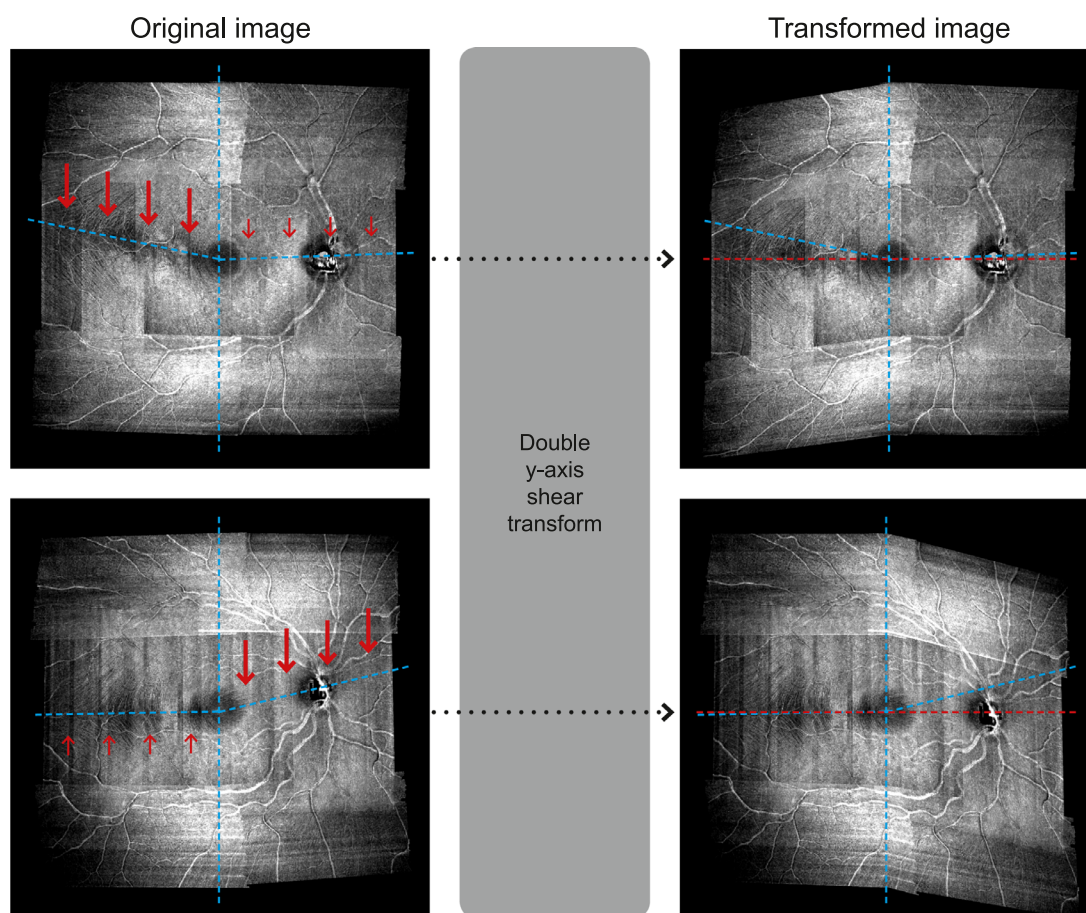 Original image
Transformed image
Double
y-axis
shear
transform